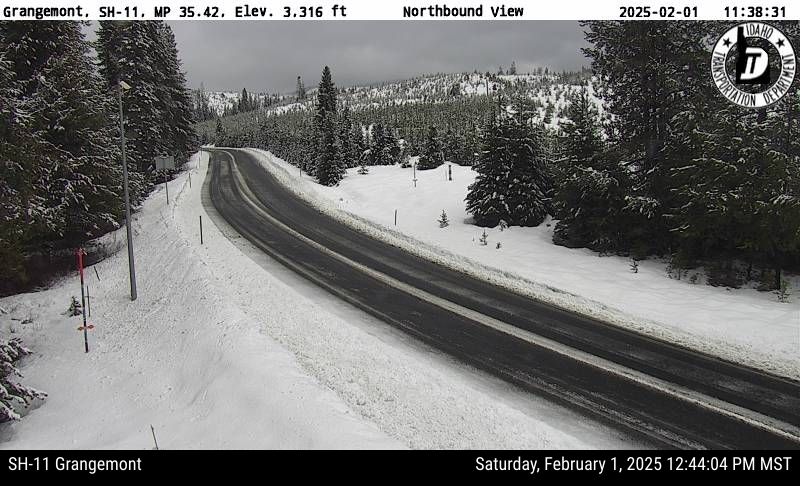 Grangemont, SH-11, MP 35.42, Elev. 3,316 ft Northbound View 2025-02-01 11:38:31
IDAHO
TRANSPORTATION DEPARTMENT
SH-11 Grangemont Saturday, February 1, 2025 12:44:04 PM MST